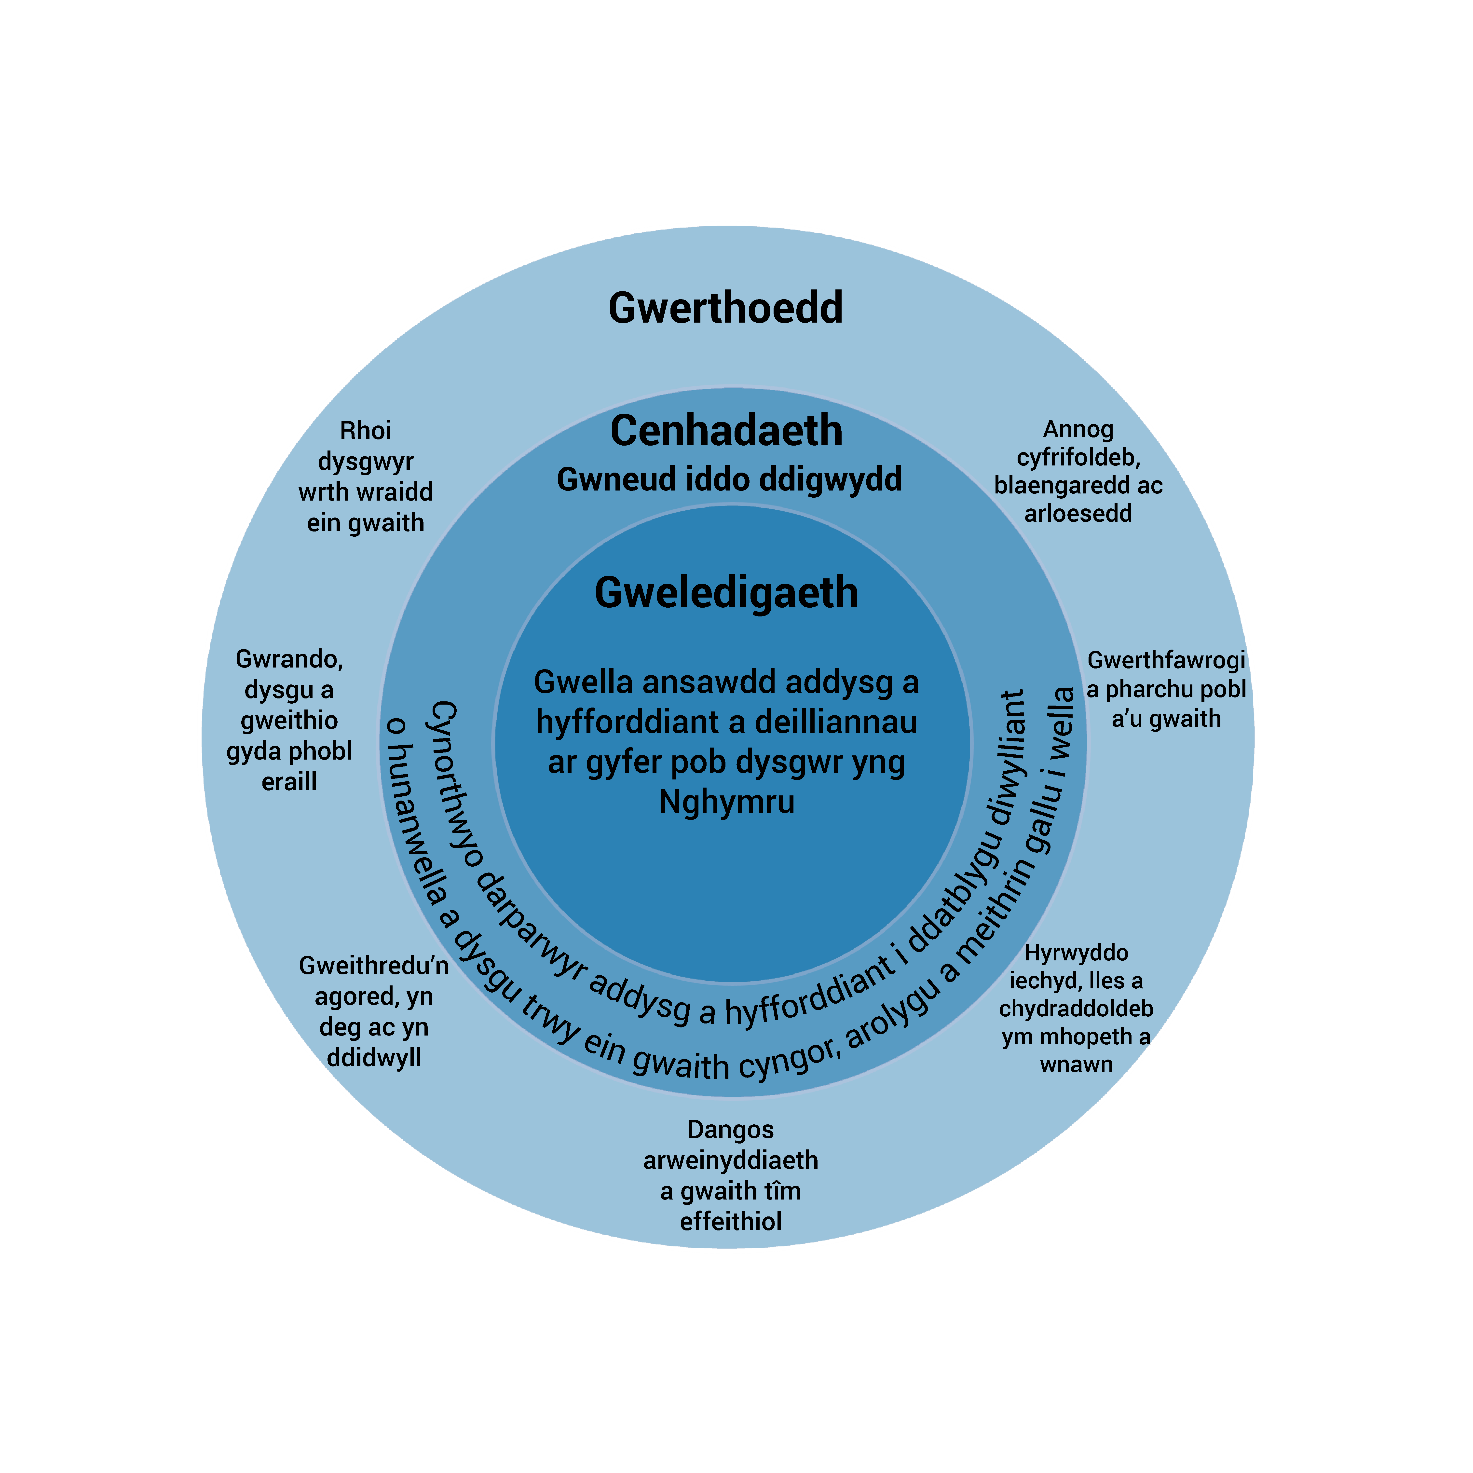 Gwerthoedd
Cenhadaeth
Gwneud iddo ddigwydd
Gweledigaeth
Gwella ansawdd addysg a
hyfforddiant a deilliannau
ar gyfer pob dysgwr yng
Nghymru
Cynorthwyo darparwyr addysg a hyfforddiant i ddatblygu diwylliant
o hunanwella a dysgu trwy ein gwaith cyngor, arolygu a meithrin gallu i wella
Rhoi
dysgwyr
wrth wraidd
ein gwaith
Gwrando,
dysgu a
gweithio
gyda phobl
eraill
Gweithredu’n
agored, yn
deg ac yn
ddidwyll
Dangos
arweinyddiaeth
a gwaith tîm
effeithiol
Hyrwyddo
iechyd, lles a
chydraddoldeb
ym mhopeth a
wnawn
Gwerthfawrogi
a pharchu pobl
a’u gwaith
Annog
cyfrifoldeb,
blaengaredd ac
arloesedd